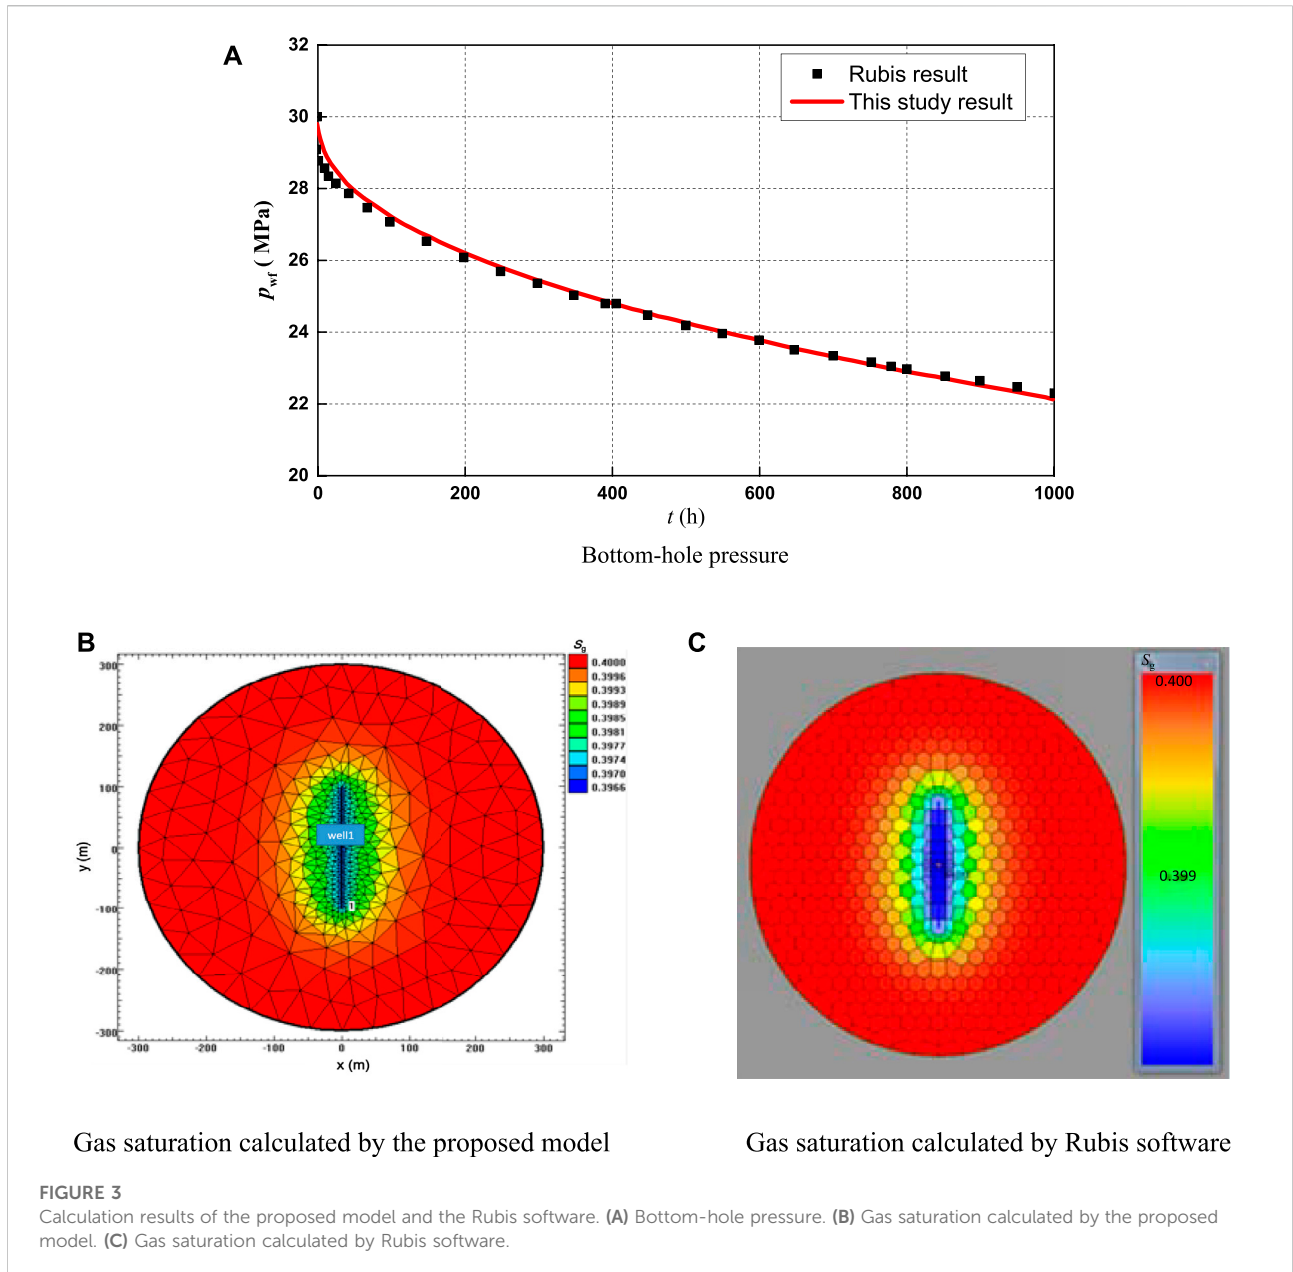 A
32
30
28
26
24
22
20
p_wf ( MPa)
Rubis result
This study result
0 200 400 600 800 1000
t (h)
Bottom-hole pressure
B
300
200
100
0
-100
-200
-300
y (m)
well1
1
-300 -200 -100 0 100 200 300
x (m)
S_g
0.4000
0.3996
0.3993
0.3989
0.3985
0.3981
0.3977
0.3974
0.3970
0.3966
Gas saturation calculated by the proposed model
C
S_g
0.400
0.399
Gas saturation calculated by Rubis software
FIGURE 3
Calculation results of the proposed model and the Rubis software. (A) Bottom-hole pressure. (B) Gas saturation calculated by the proposed
model. (C) Gas saturation calculated by Rubis software.